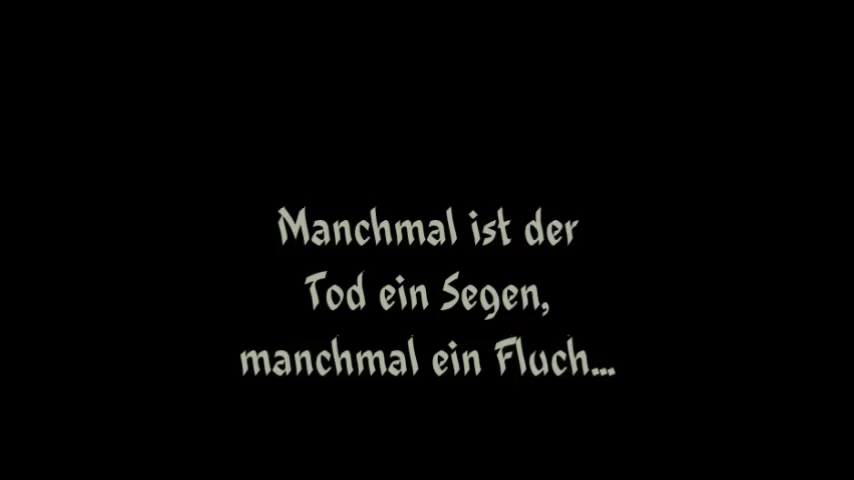 Manchmal ist der
Tod ein Segen,
manchmal ein Fluch...